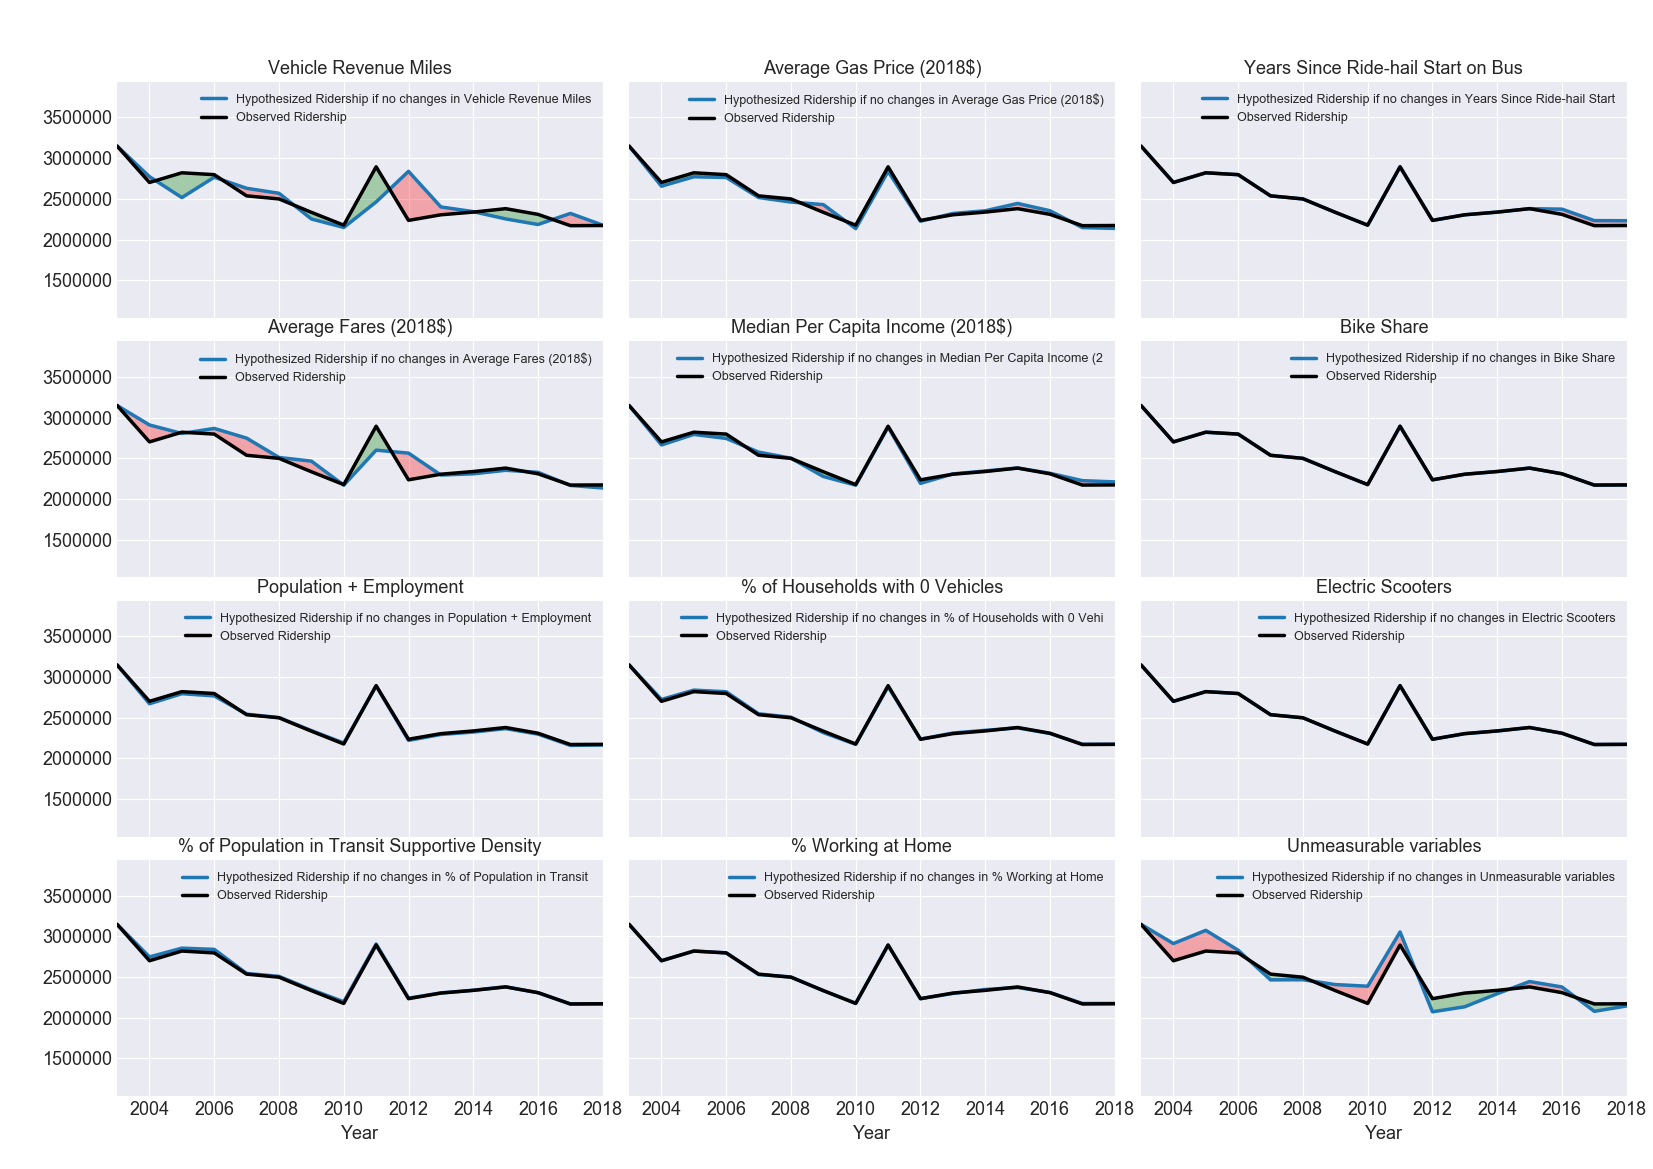 Vehicle Revenue Miles
Average Gas Price (2018$)
Years Since Ride-hail Start on Bus
Hypothesized Ridership if no changes in Vehicle Revenue Miles
Observed Ridership
Hypothesized Ridership if no changes in Average Gas Price (2018$)
Observed Ridership
Hypothesized Ridership if no changes in Years Since Ride-hail Start
Observed Ridership
3500000
3000000
2500000
2000000
1500000
Average Fares (2018$)
Median Per Capita Income (2018$)
Bike Share
Hypothesized Ridership if no changes in Average Fares (2018$)
Observed Ridership
Hypothesized Ridership if no changes in Median Per Capita Income (2
Observed Ridership
Hypothesized Ridership if no changes in Bike Share
Observed Ridership
3500000
3000000
2500000
2000000
1500000
Population + Employment
% of Households with 0 Vehicles
Electric Scooters
Hypothesized Ridership if no changes in Population + Employment
Observed Ridership
Hypothesized Ridership if no changes in % of Households with 0 Vehi
Observed Ridership
Hypothesized Ridership if no changes in Electric Scooters
Observed Ridership
3500000
3000000
2500000
2000000
1500000
% of Population in Transit Supportive Density
% Working at Home
Unmeasurable variables
Hypothesized Ridership if no changes in % of Population in Transit
Observed Ridership
Hypothesized Ridership if no changes in % Working at Home
Observed Ridership
Hypothesized Ridership if no changes in Unmeasurable variables
Observed Ridership
3500000
3000000
2500000
2000000
1500000
2004 2006 2008 2010 2012 2014 2016 2018
2004 2006 2008 2010 2012 2014 2016 2018
2004 2006 2008 2010 2012 2014 2016 2018
Year
Year
Year